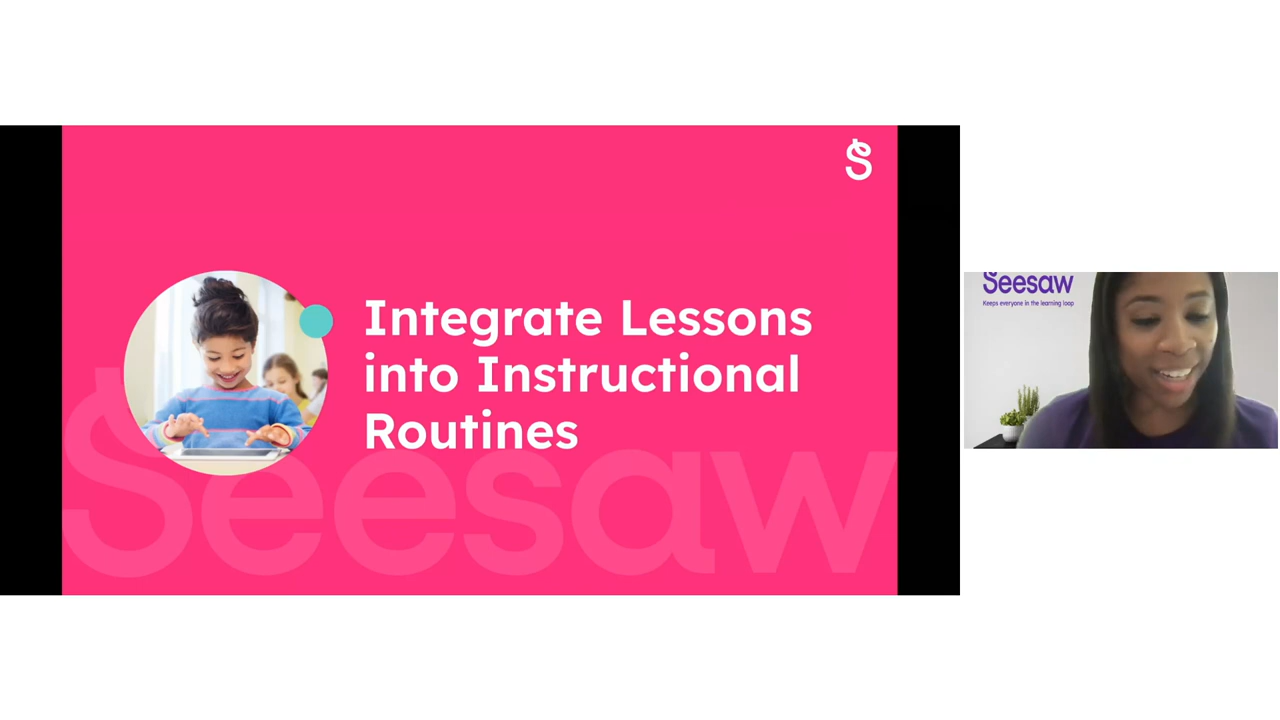 Integrate Lessons
into Instructional
Routines
Seesaw
Seesaw
Keeps everyone in the learning loop